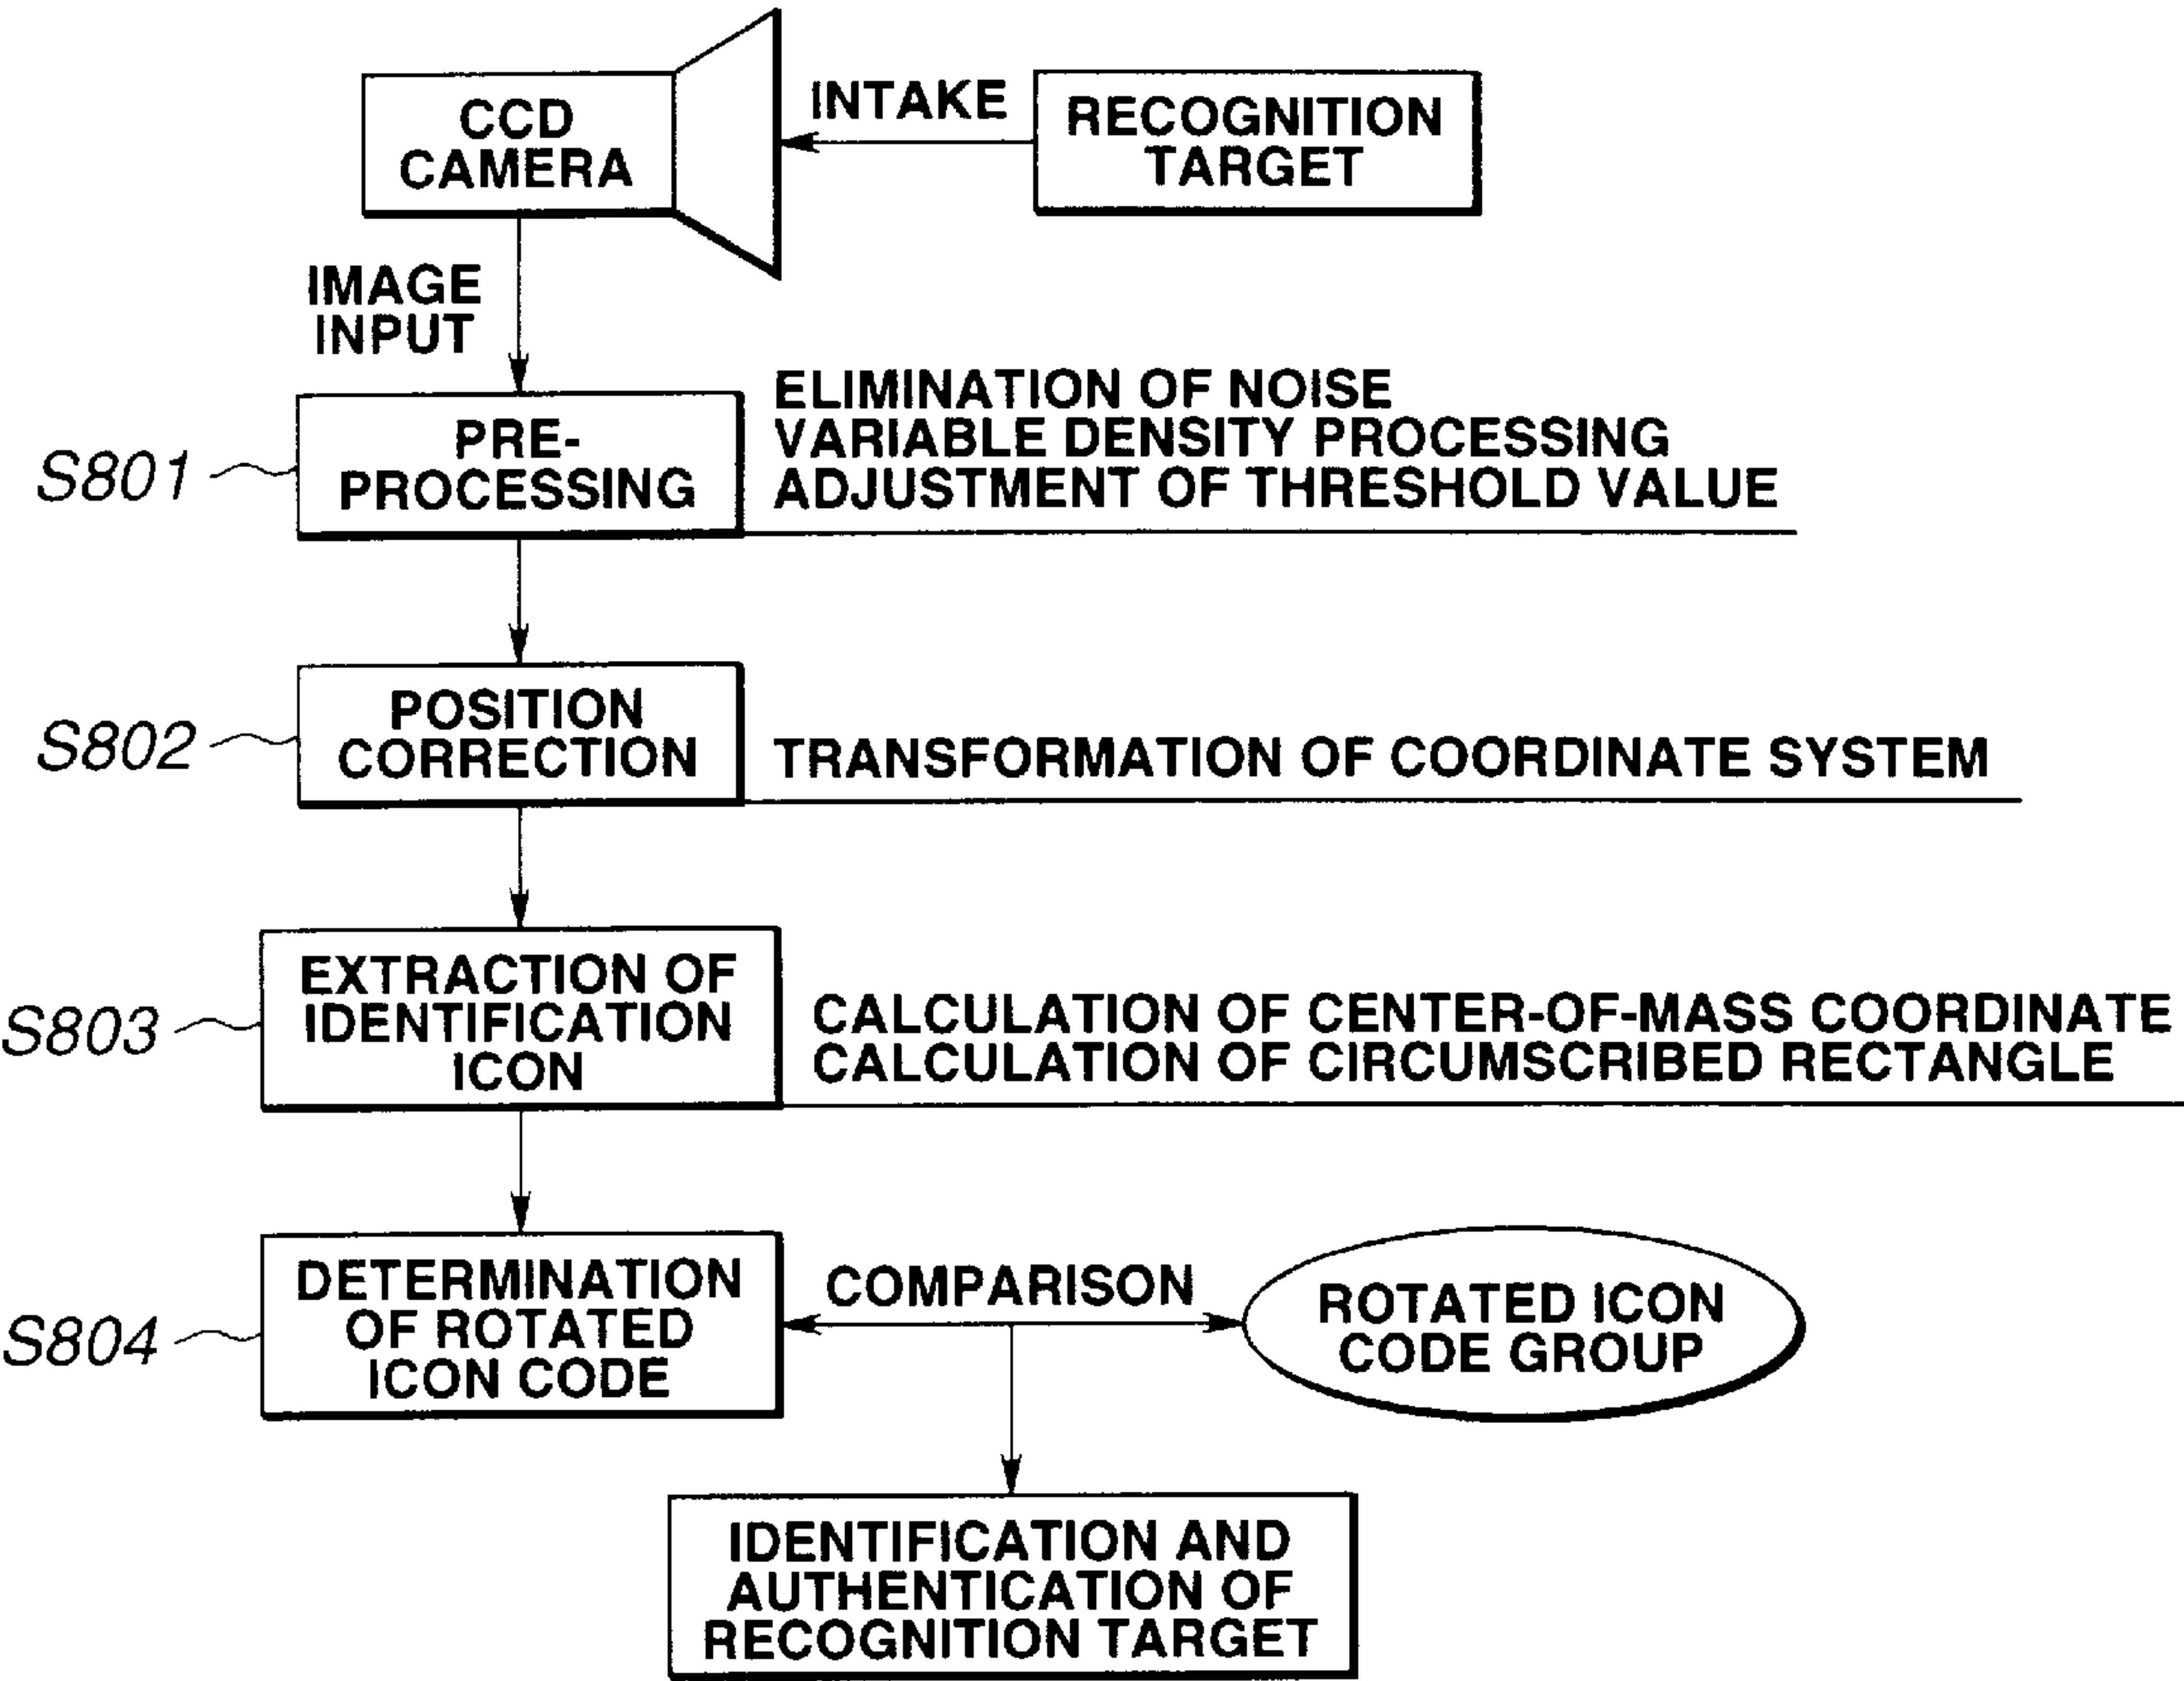 CCD
CAMERA
INTAKE
RECOGNITION
TARGET
IMAGE
INPUT
S801
PRE-
PROCESSING
ELIMINATION OF NOISE
VARIABLE DENSITY PROCESSING
ADJUSTMENT OF THRESHOLD VALUE
S802
POSITION
CORRECTION
TRANSFORMATION OF COORDINATE SYSTEM
S803
EXTRACTION OF
IDENTIFICATION
ICON
CALCULATION OF CENTER-OF-MASS COORDINATE
CALCULATION OF CIRCUMSCRIBED RECTANGLE
S804
DETERMINATION
OF ROTATED
ICON CODE
COMPARISON
ROTATED ICON
CODE GROUP
IDENTIFICATION AND
AUTHENTICATION OF
RECOGNITION TARGET